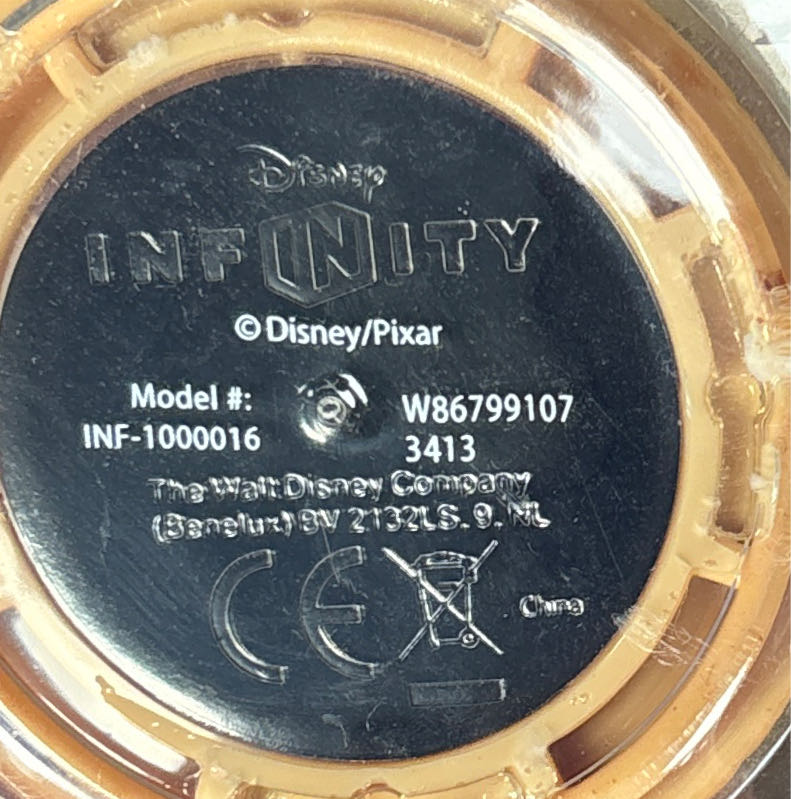 Disney
INFINITY
© Disney/Pixar
Model #:
INF-1000016
W86799107
3413
The Walt Disney Company
(Benelux) BV 2132LS. 9. NL
CE
China